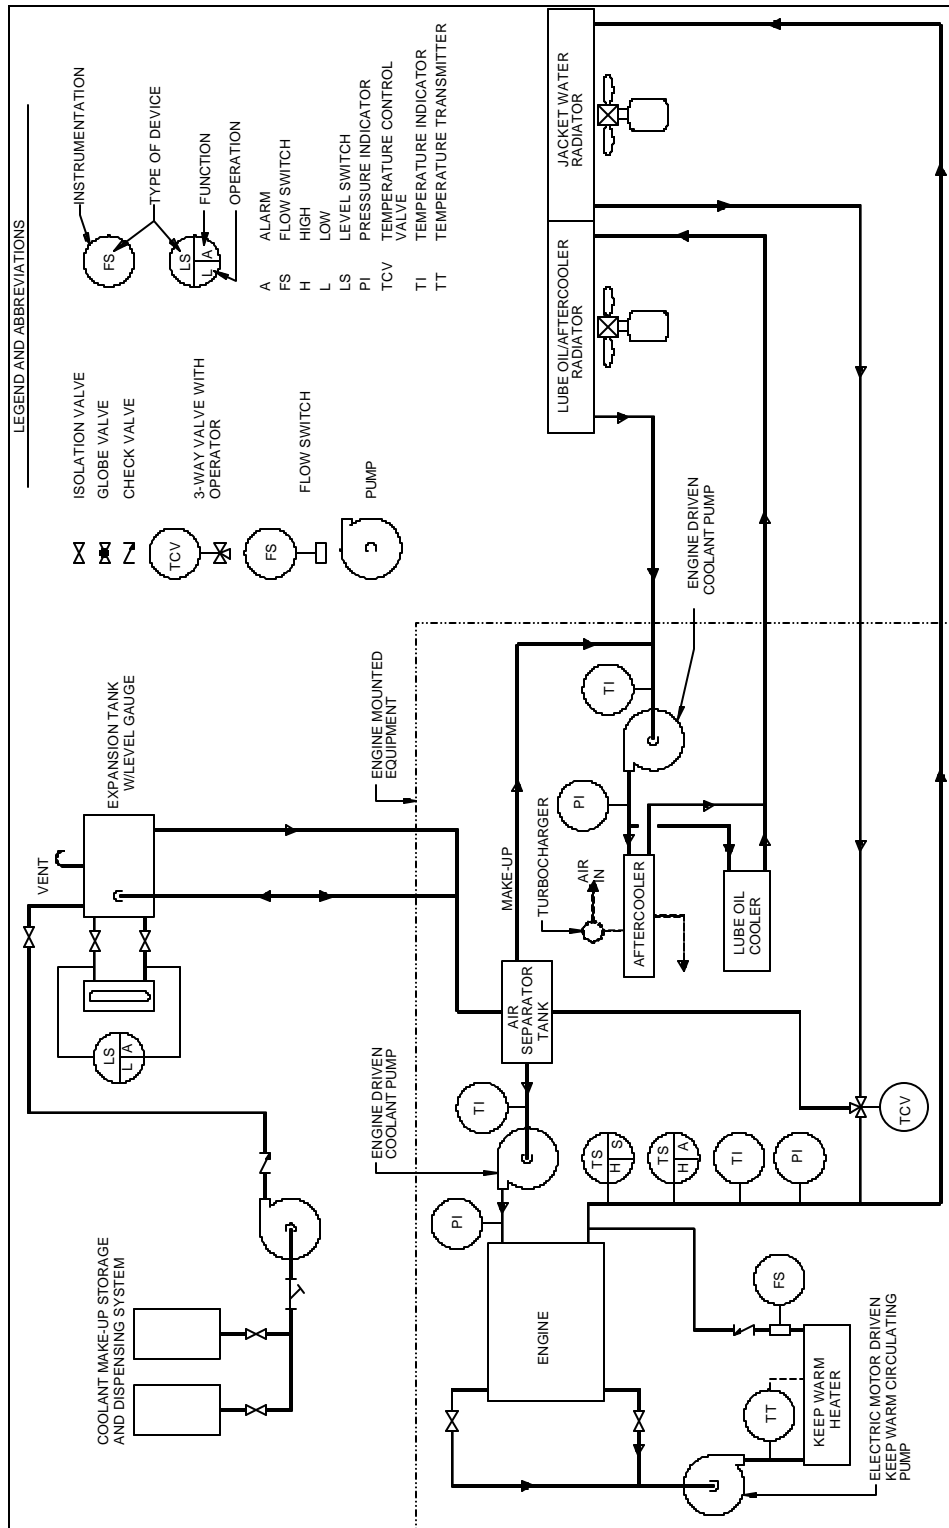 LEGEND AND ABBREVIATIONS
ISOLATION VALVE
GLOBE VALVE
CHECK VALVE
TCV
3-WAY VALVE WITH
OPERATOR
FS
FLOW SWITCH
C
PUMP
FS
INSTRUMENTATION
TYPE OF DEVICE
LS
L
A
FUNCTION
OPERATION
A ALARM
FS FLOW SWITCH
H HIGH
L LOW
LS LEVEL SWITCH
PI PRESSURE INDICATOR
TCV TEMPERATURE CONTROL
VALVE
TI TEMPERATURE INDICATOR
TT TEMPERATURE TRANSMITTER
COOLANT MAKE-UP STORAGE
AND DISPENSING SYSTEM
LS
L
A
VENT
EXPANSION TANK
W/LEVEL GAUGE
ENGINE MOUNTED
EQUIPMENT
ENGINE DRIVEN
COOLANT PUMP
PI
TI
AIR
SEPARATOR
TANK
MAKE-UP
TURBOCHARGER
AIR
IN
PI
TI
ENGINE DRIVEN
COOLANT PUMP
AFTERCOOLER
LUBE OIL
COOLER
LUBE OIL/AFTERCOOLER
RADIATOR
JACKET WATER
RADIATOR
ENGINE
TS
H
S
TS
H
A
TI
PI
TCV
FS
TT
KEEP WARM
HEATER
ELECTRIC MOTOR DRIVEN
KEEP WARM CIRCULATING
PUMP